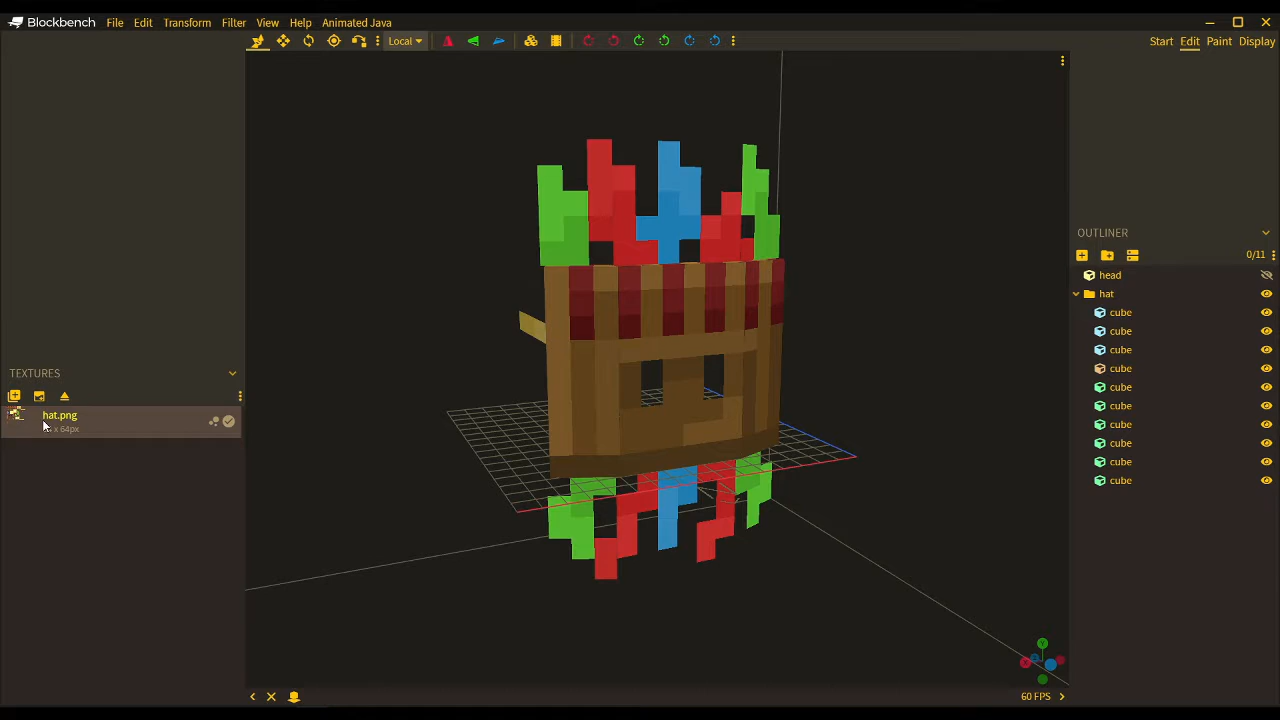 Blockbench File Edit Transform Filter View Help Animated Java
Local Start Edit Paint Display
OUTLINER
0/11
head
hat
cube
cube
cube
cube
cube
cube
cube
cube
cube
cube
TEXTURES
hat.png
x 64px
60 FPS